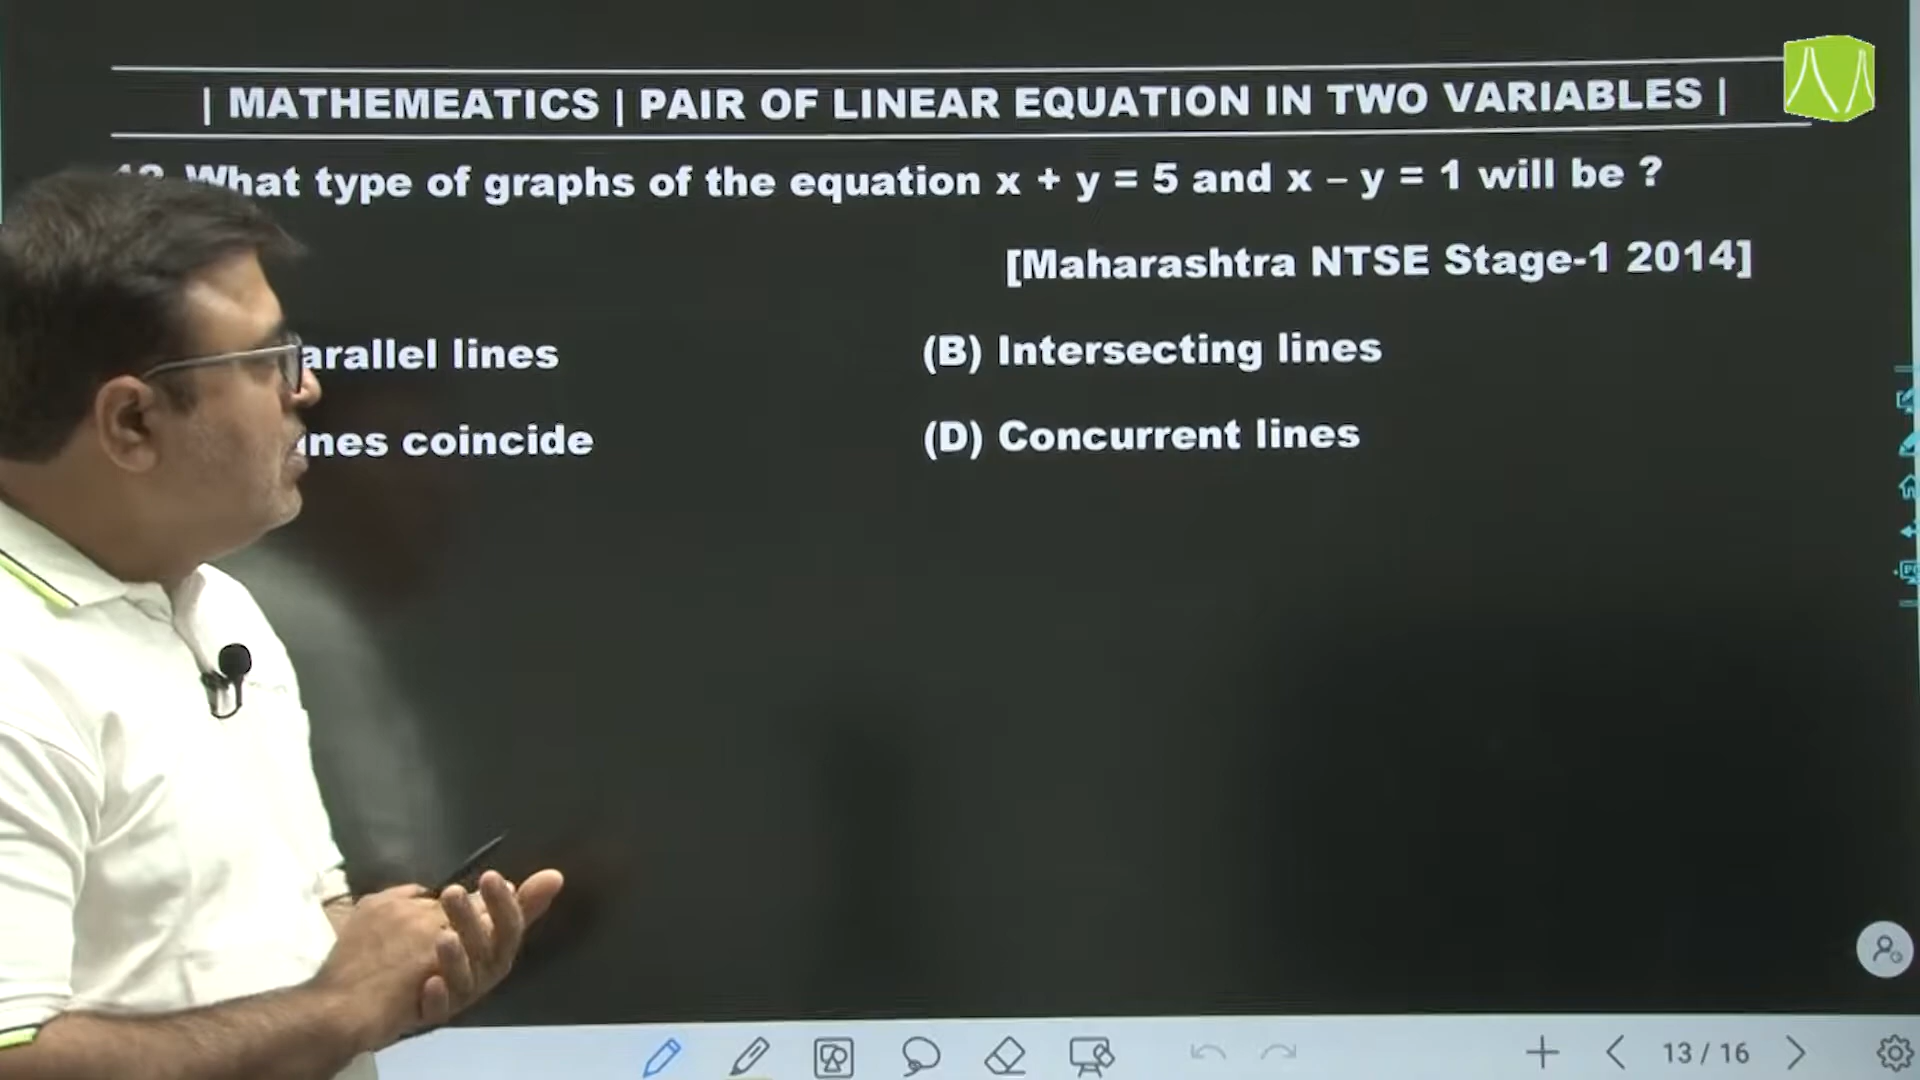 | MATHEMEATICS | PAIR OF LINEAR EQUATION IN TWO VARIABLES |
What type of graphs of the equation x + y = 5 and x – y = 1 will be ?
[Maharashtra NTSE Stage-1 2014]
arallel lines
(B) Intersecting lines
ines coincide
(D) Concurrent lines
13 / 16